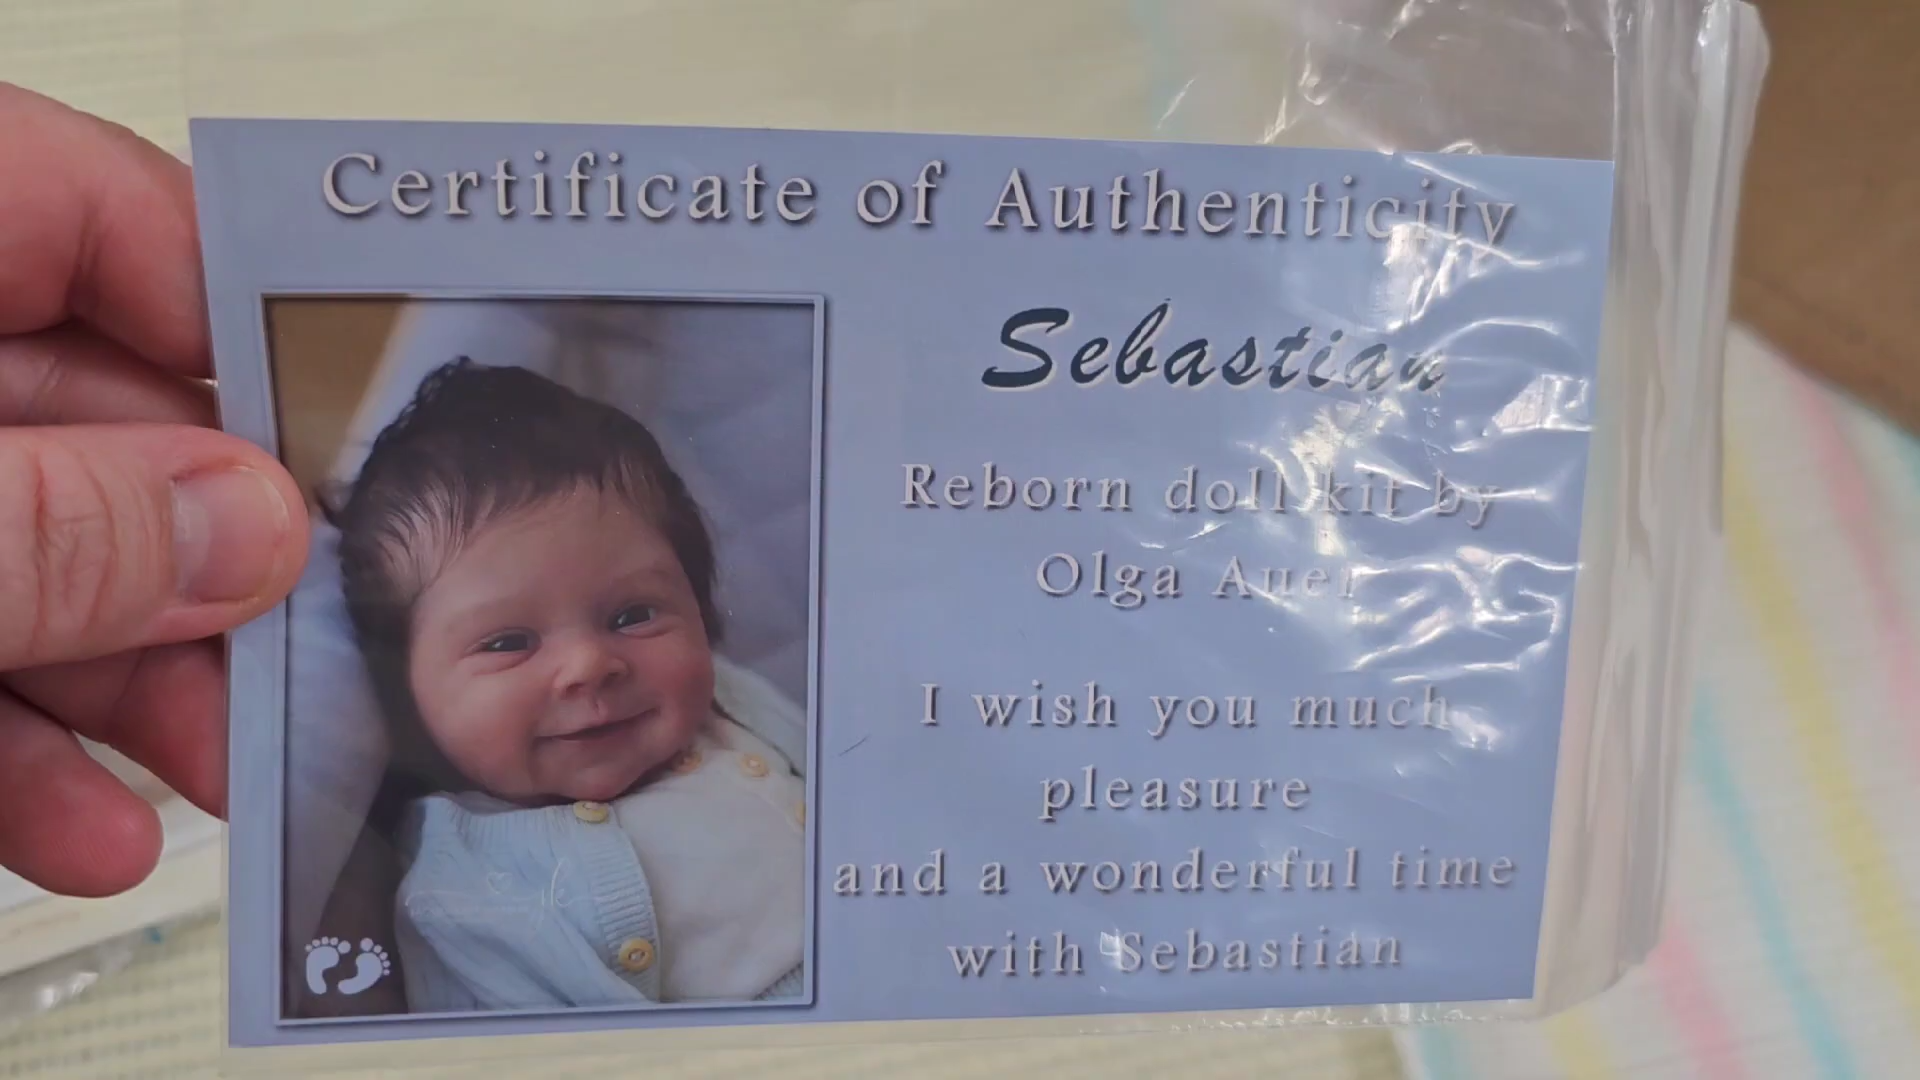 Certificate of Authenticity
Sebastian
Reborn doll kit by
Olga Auer
I wish you much
pleasure
and a wonderful time
with Sebastian